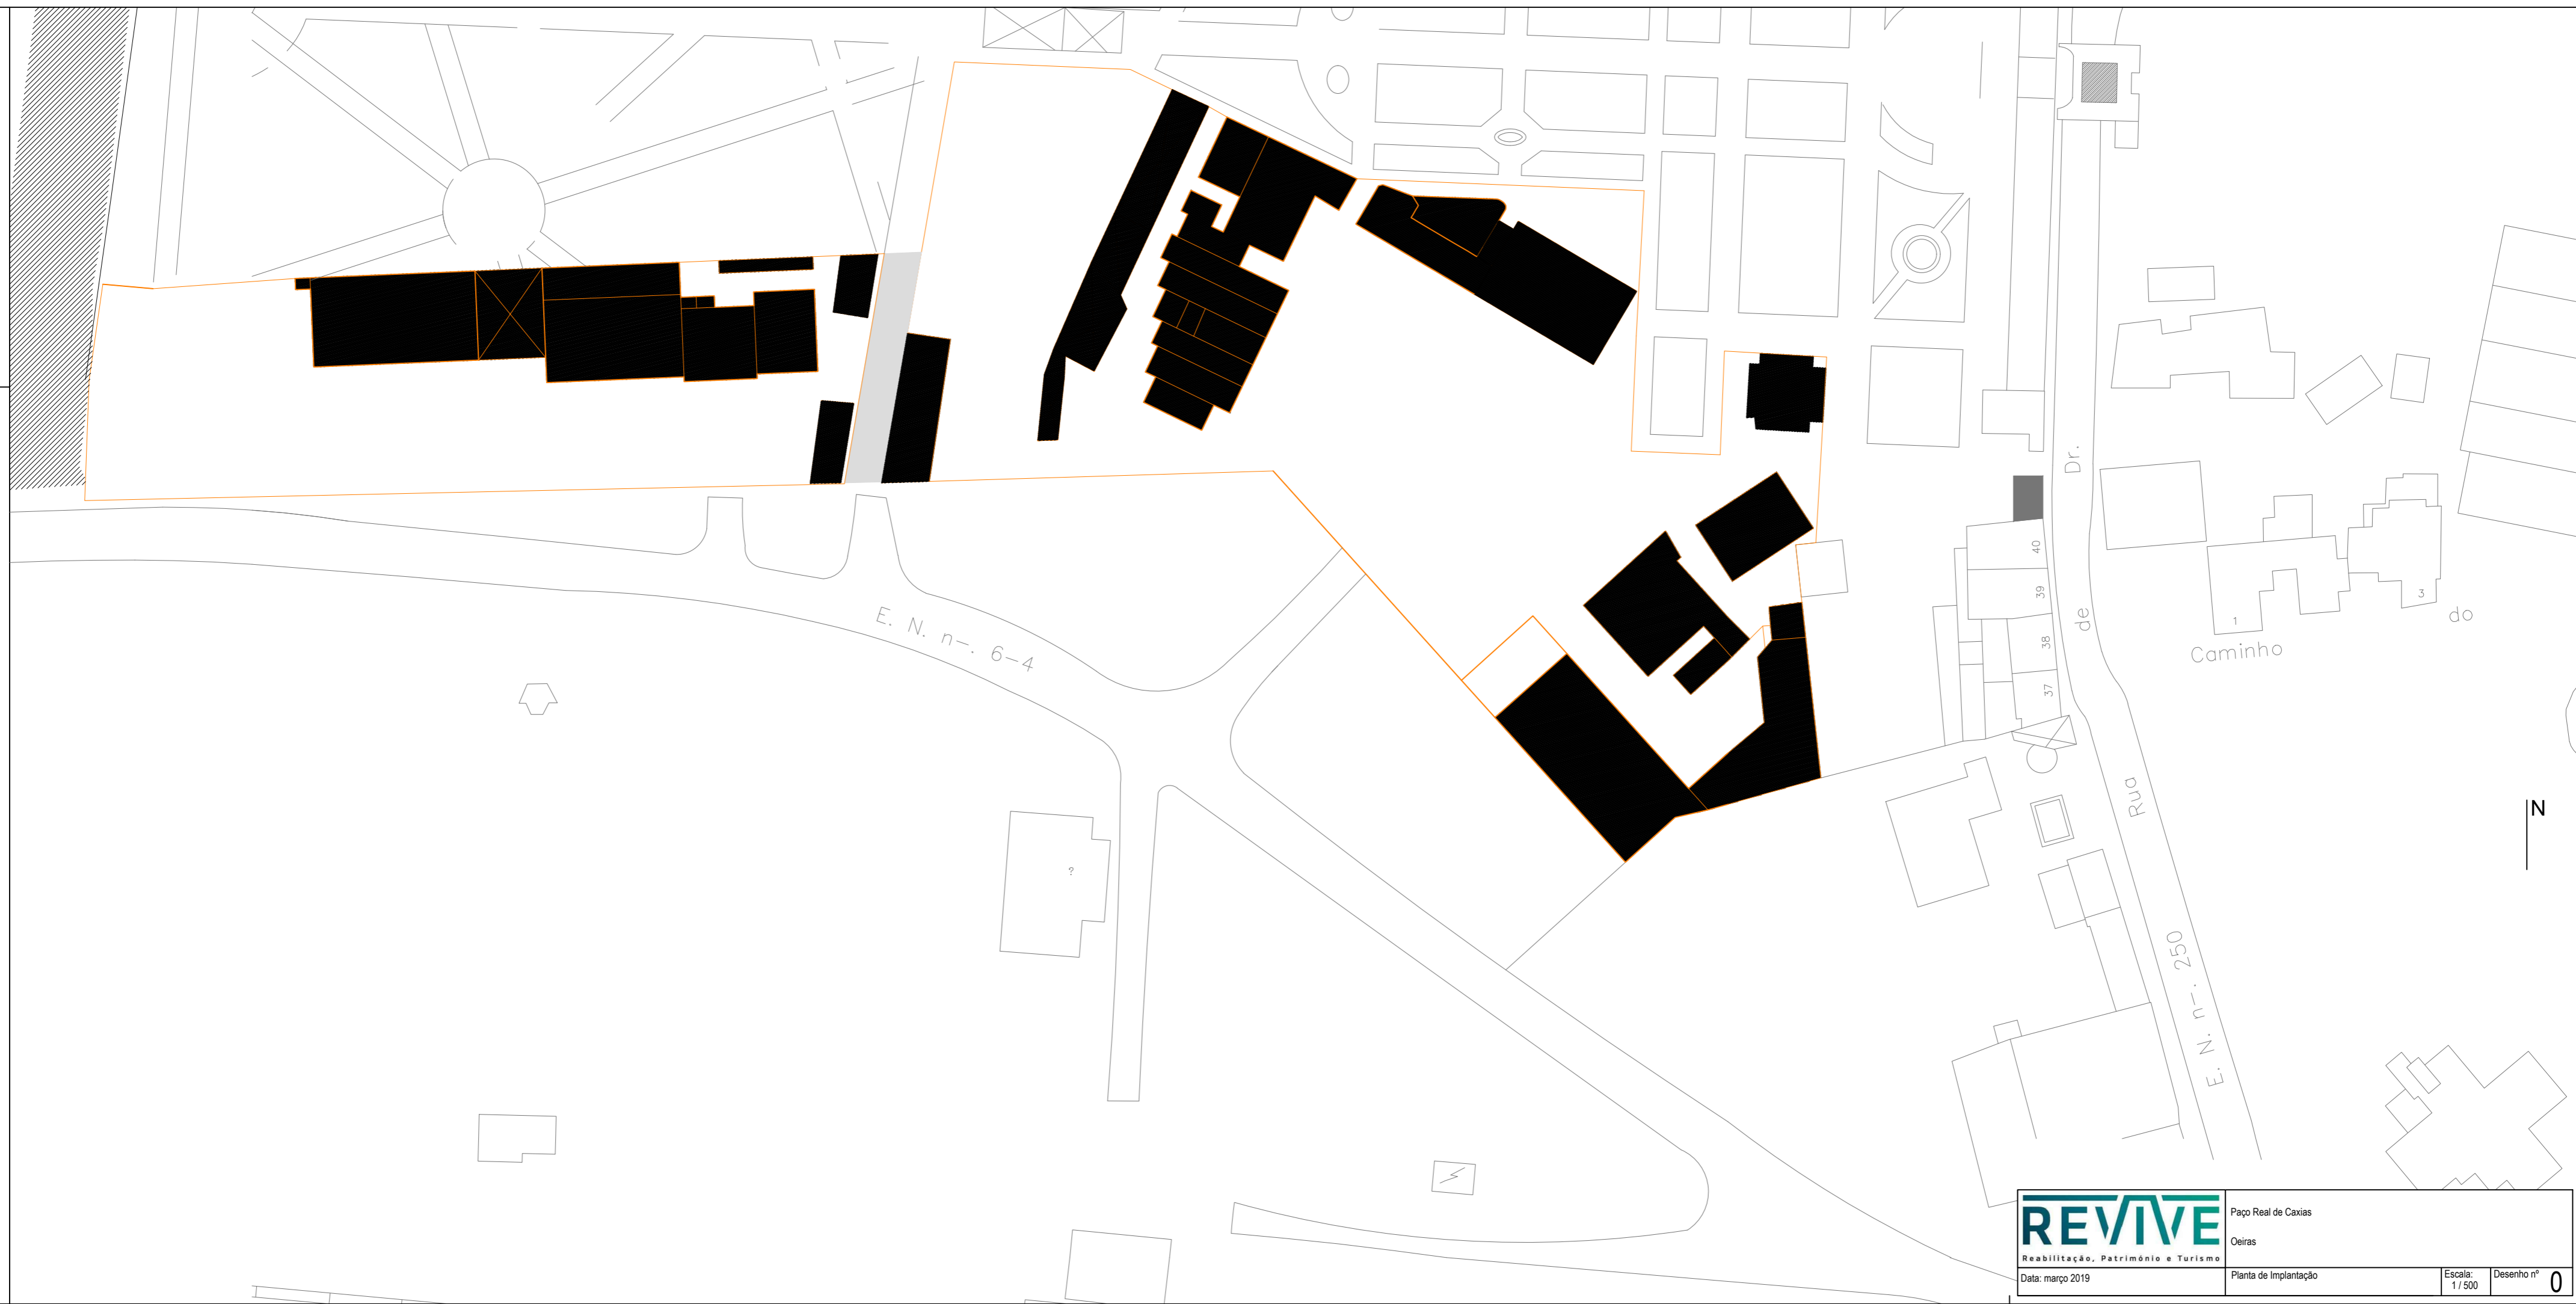 E. N. n—. 6—4
?
Dr.
de
Rua
E. N. n—. 250
40
39
38
37
1
3
Caminho
do
N
REVIVE
Reabilitação, Património e Turismo
Paço Real de Caxias
Oeiras
Data: março 2019
Planta de Implantação
Escala:
1 / 500
Desenho nº
0